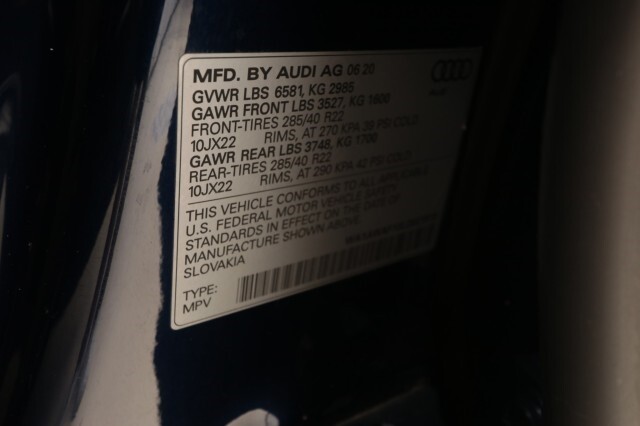 MFD. BY AUDI AG 06 20
GVWR LBS 6581, KG 2985
GAWR FRONT LBS 3527, KG 1600
FRONT-TIRES 285/40 R22
10JX22 RIMS, AT 270 KPA 39 PSI COLD
GAWR REAR LBS 3748, KG 1700
REAR-TIRES 285/40 R22
10JX22 RIMS, AT 290 KPA 42 PSI COLD
THIS VEHICLE CONFORMS TO ALL APPLICABLE
U.S. FEDERAL MOTOR VEHICLE SAFETY
STANDARDS IN EFFECT ON THE DATE OF
MANUFACTURE SHOWN ABOVE.
SLOVAKIA
TYPE:
MPV